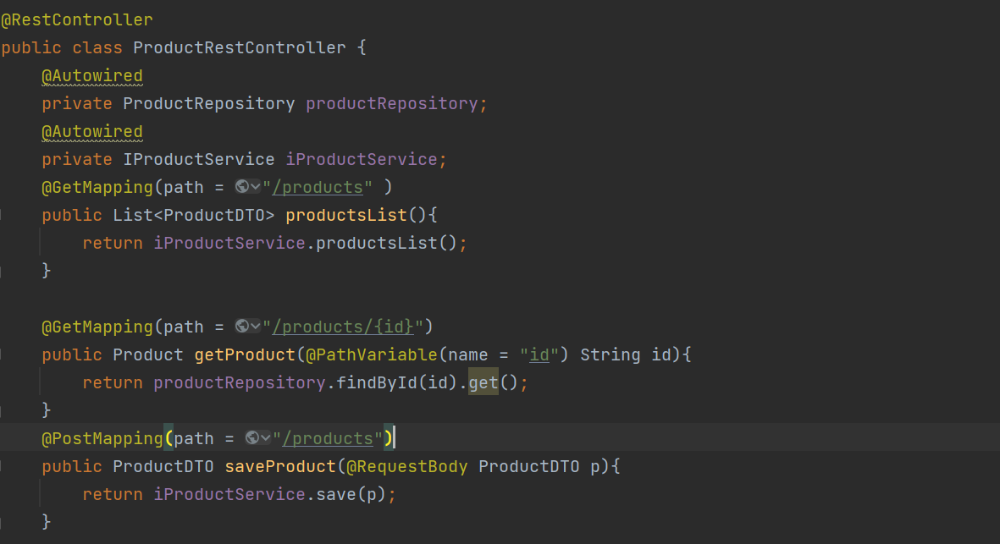 @RestController
public class ProductRestController {
    @Autowired
    private ProductRepository productRepository;
    @Autowired
    private IProductService iProductService;
    @GetMapping(path = "/products" )
    public List<ProductDTO> productsList(){
        return iProductService.productsList();
    }
    @GetMapping(path = "/products/{id}")
    public Product getProduct(@PathVariable(name = "id") String id){
        return productRepository.findById(id).get();
    }
    @PostMapping(path = "/products")
    public ProductDTO saveProduct(@RequestBody ProductDTO p){
        return iProductService.save(p);
    }